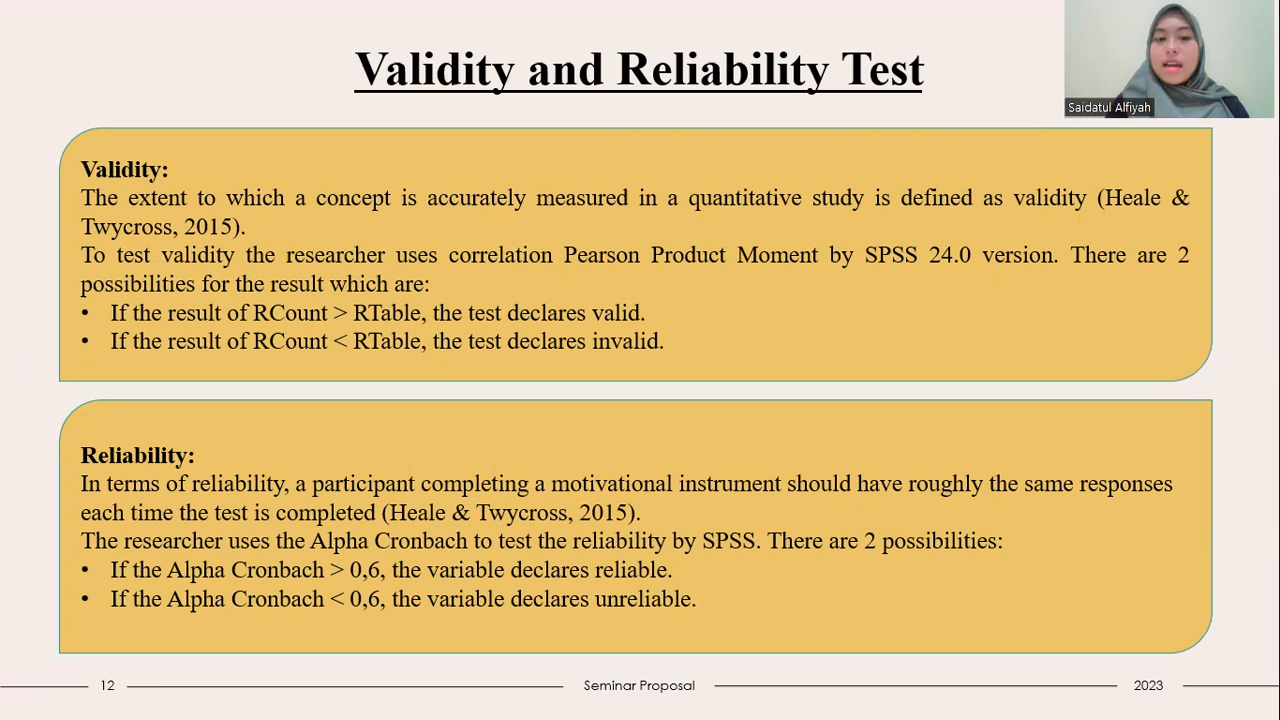 Validity and Reliability Test
Saidatul Alfiyah
Validity:
The extent to which a concept is accurately measured in a quantitative study is defined as validity (Heale &
Twycross, 2015).
To test validity the researcher uses correlation Pearson Product Moment by SPSS 24.0 version. There are 2
possibilities for the result which are:
• If the result of RCount > RTable, the test declares valid.
• If the result of RCount < RTable, the test declares invalid.
Reliability:
In terms of reliability, a participant completing a motivational instrument should have roughly the same responses
each time the test is completed (Heale & Twycross, 2015).
The researcher uses the Alpha Cronbach to test the reliability by SPSS. There are 2 possibilities:
• If the Alpha Cronbach > 0,6, the variable declares reliable.
• If the Alpha Cronbach < 0,6, the variable declares unreliable.
12
Seminar Proposal
2023